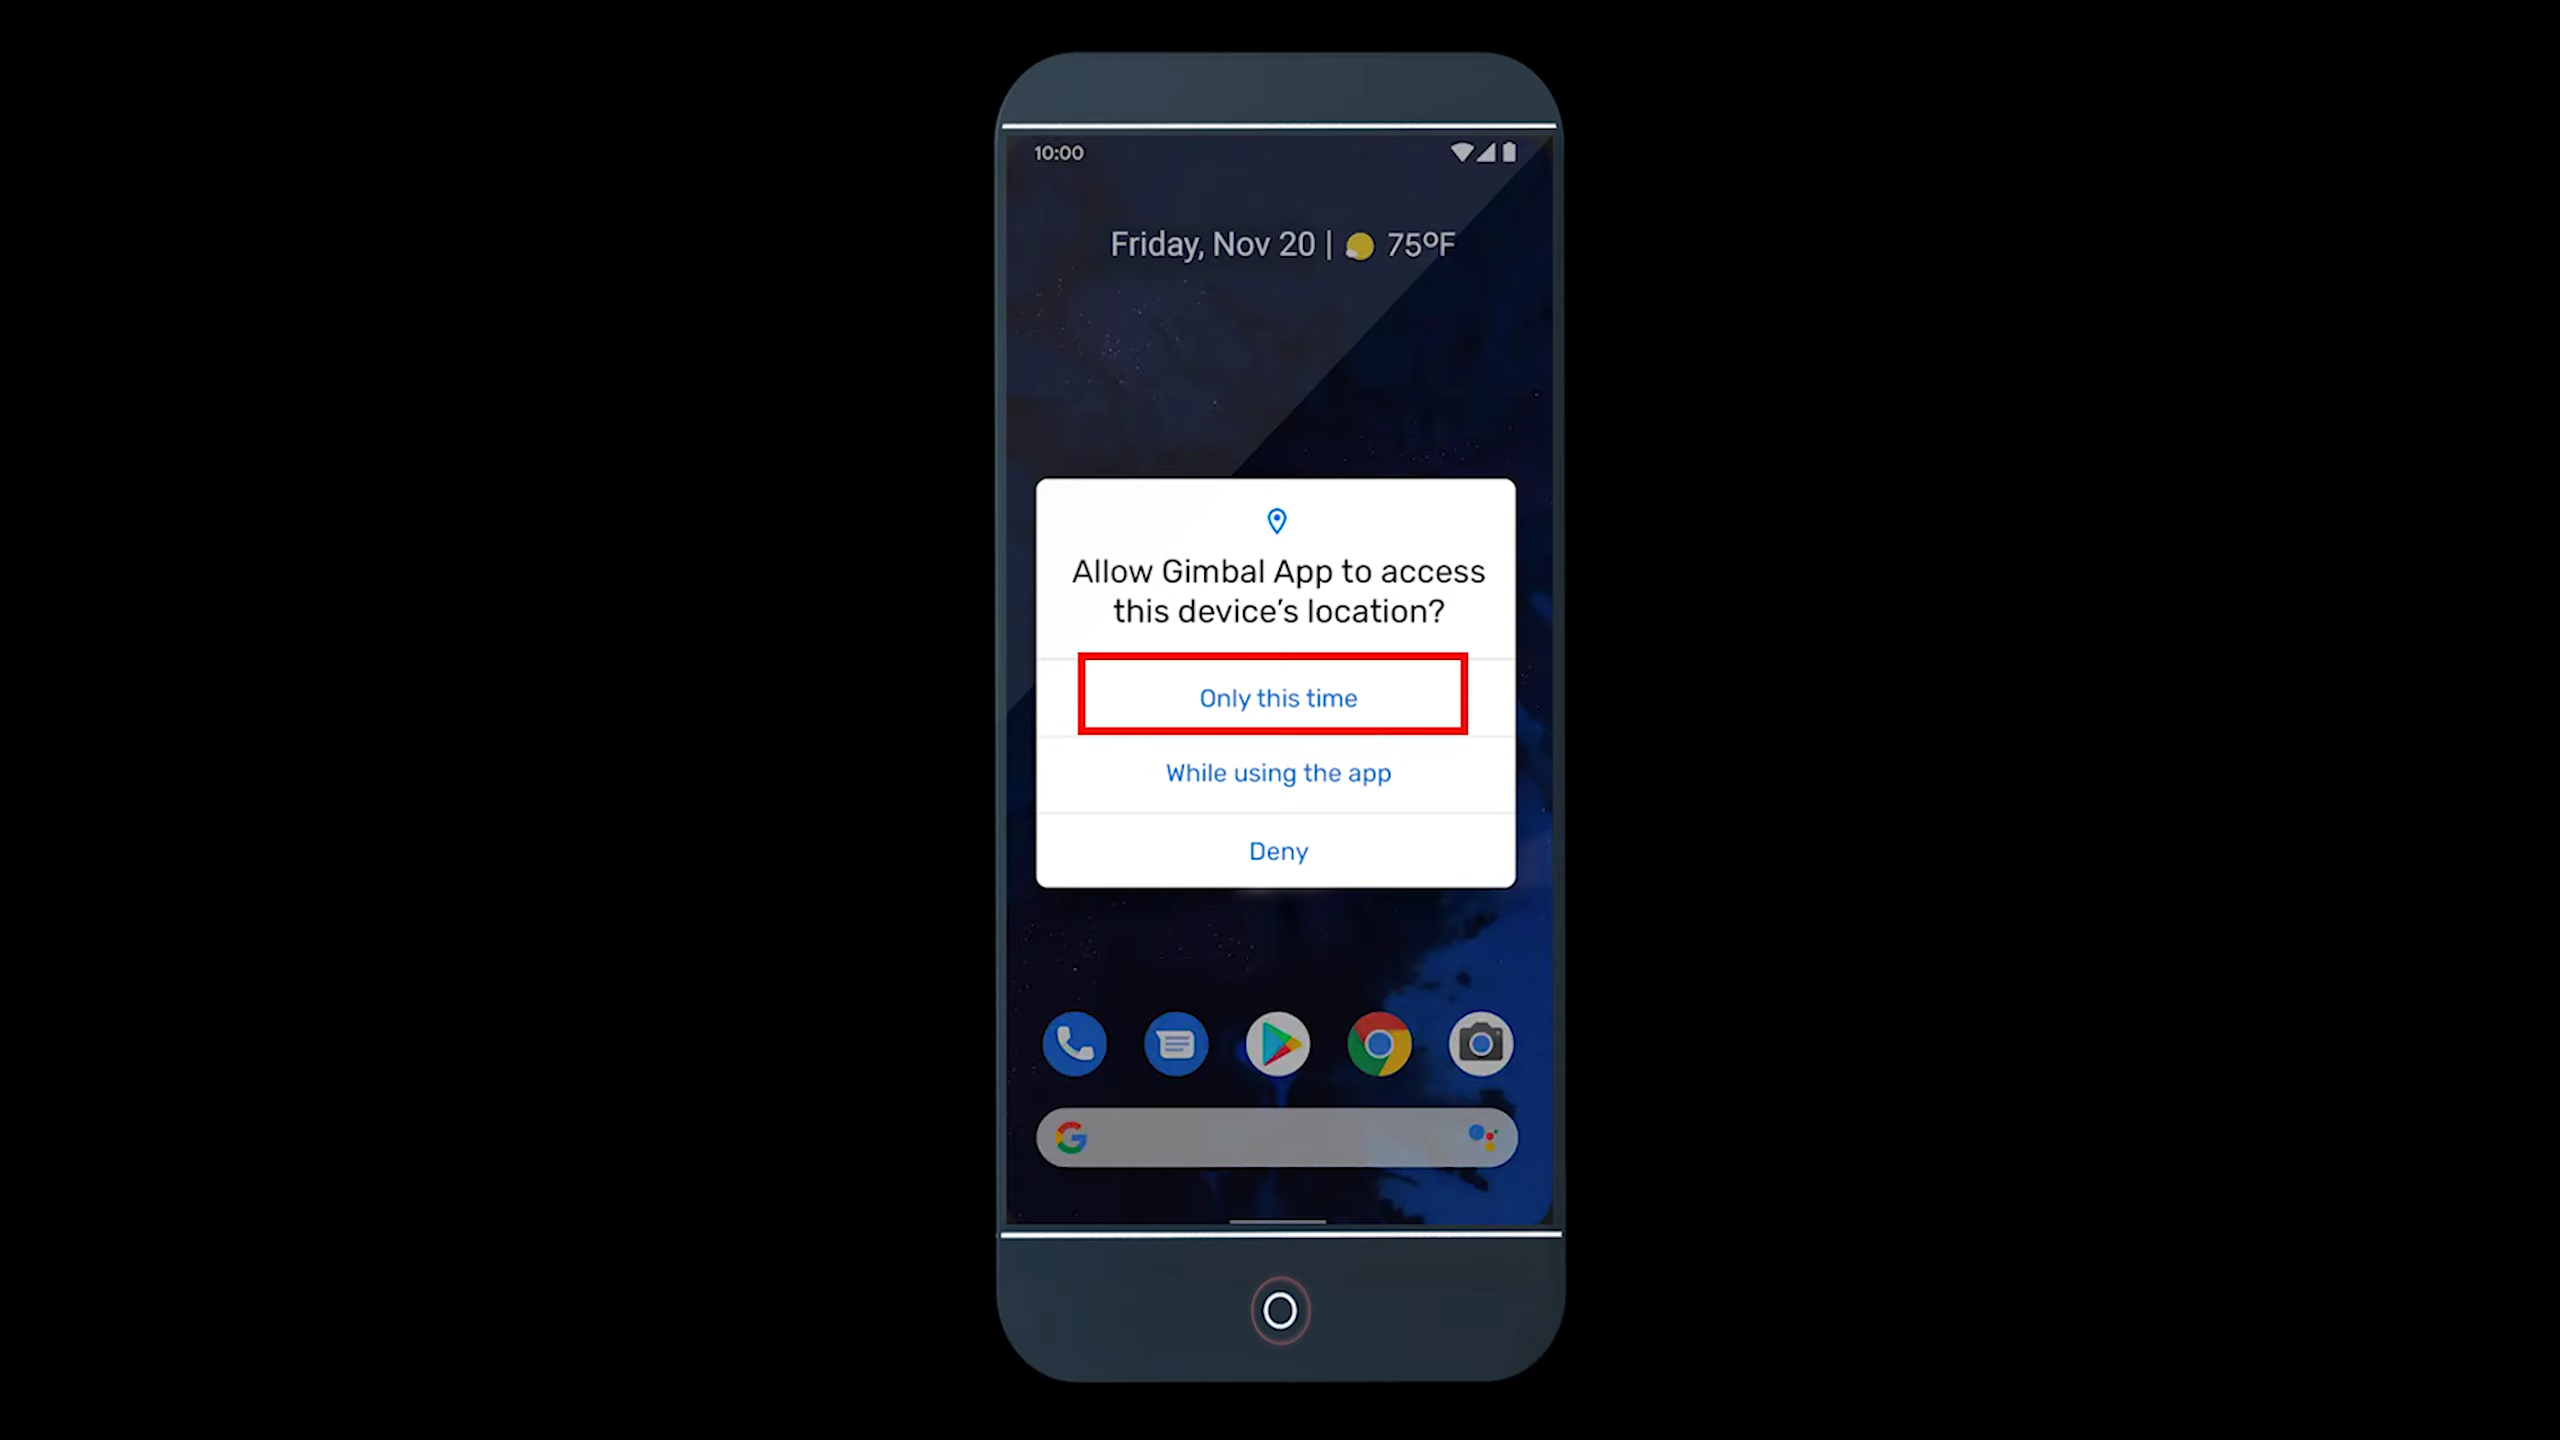 10:00
Friday, Nov 20 | 75ºF
Allow Gimbal App to access
this device’s location?
Only this time
While using the app
Deny